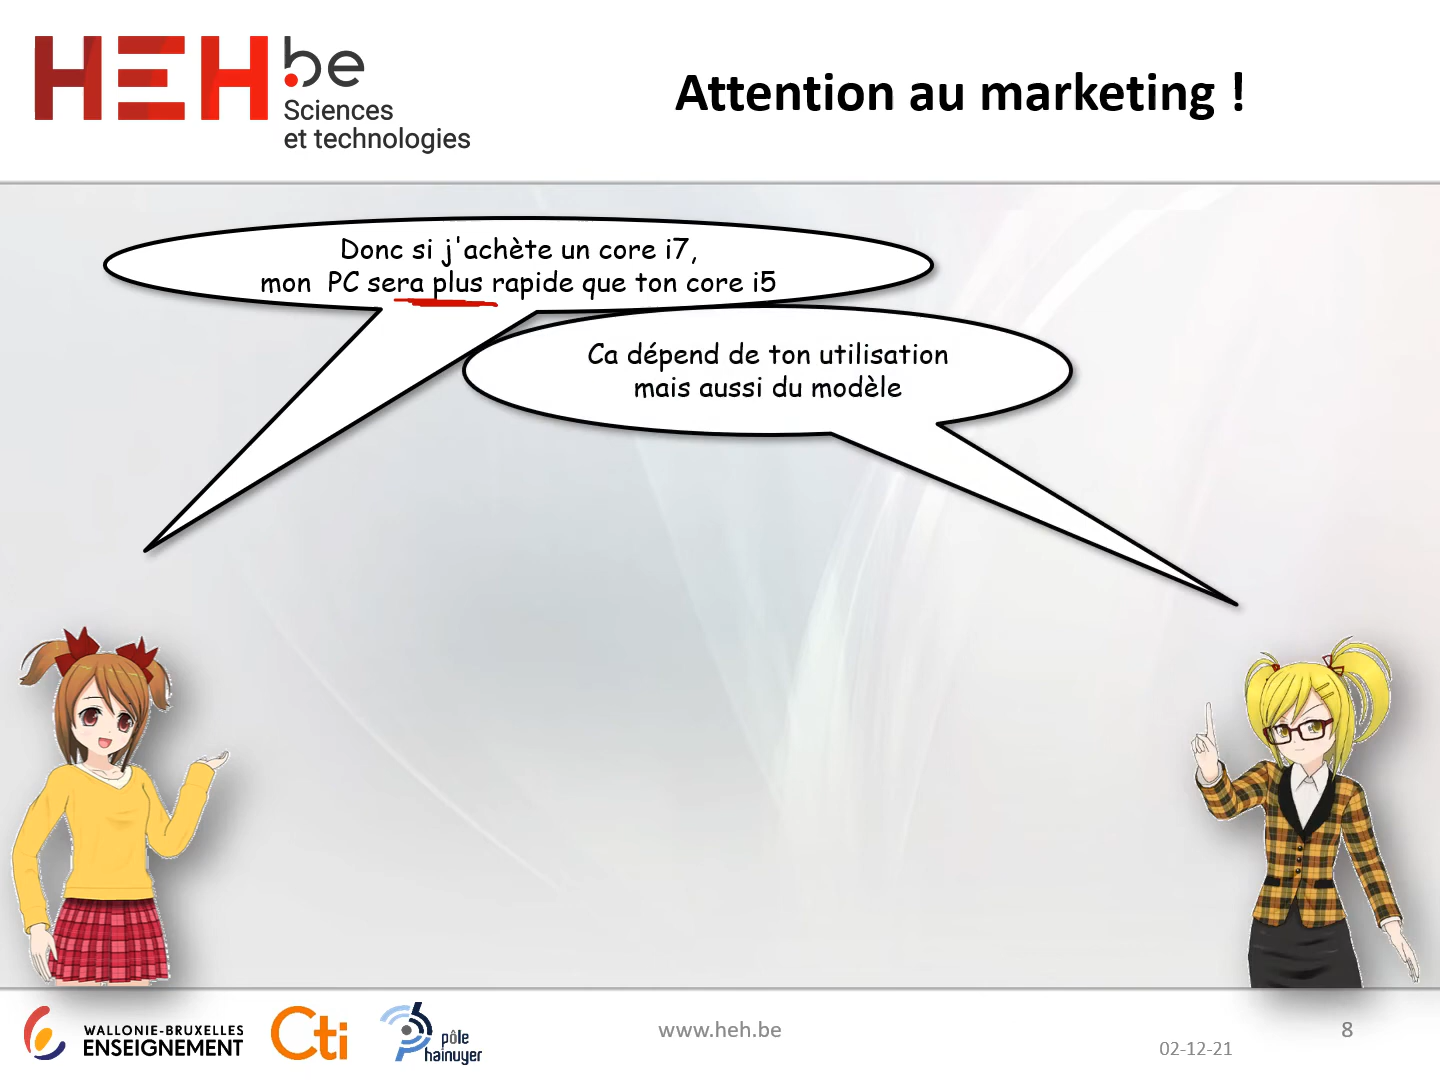 HEH.be
Sciences
et technologies
Attention au marketing !
Donc si j'achète un core i7,
mon PC sera plus rapide que ton core i5
Ca dépend de ton utilisation
mais aussi du modèle
WALLONIE-BRUXELLES
ENSEIGNEMENT
Cti
pôle
hainuyer
www.heh.be
02-12-21
8